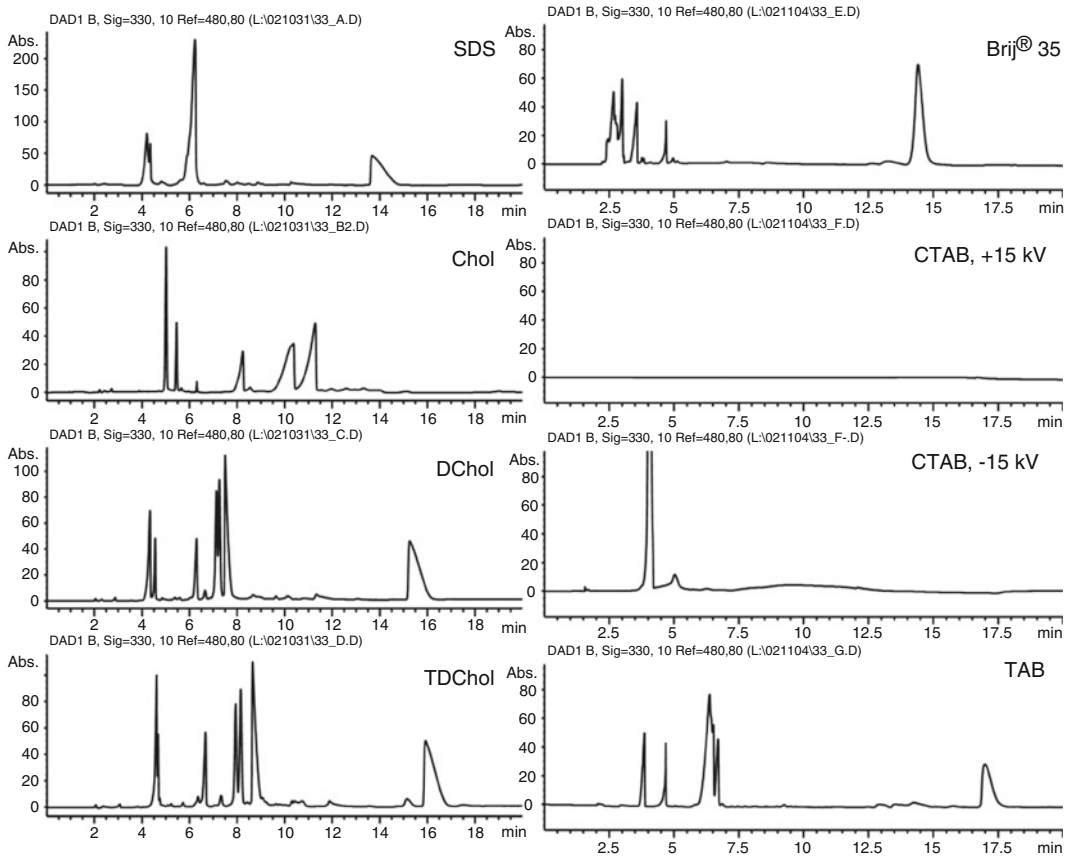 DAD1 B, Sig=330, 10 Ref=480,80 (L:\021031\33_A.D)
Abs.
SDS
200
150
100
50
0
2 4 6 8 10 12 14 16 18 min
DAD1 B, Sig=330, 10 Ref=480,80 (L:\021031\33_B2.D)
Abs.
Chol
80
60
40
20
0
2 4 6 8 10 12 14 16 18 min
DAD1 B, Sig=330, 10 Ref=480,80 (L:\021031\33_C.D)
Abs.
DChol
100
80
60
40
20
0
2 4 6 8 10 12 14 16 18 min
DAD1 B, Sig=330, 10 Ref=480,80 (L:\021031\33_D.D)
Abs.
TDChol
80
60
40
20
0
2 4 6 8 10 12 14 16 18 min
DAD1 B, Sig=330, 10 Ref=480,80 (L:\021104\33_E.D)
Abs.
Brij® 35
80
60
40
20
0
2.5 5 7.5 10 12.5 15 17.5 min
DAD1 B, Sig=330, 10 Ref=480,80 (L:\021104\33_F.D)
Abs.
CTAB, +15 kV
80
60
40
20
0
2.5 5 7.5 10 12.5 15 17.5 min
DAD1 B, Sig=330, 10 Ref=480,80 (L:\021104\33_F-.D)
Abs.
CTAB, -15 kV
80
60
40
20
0
2.5 5 7.5 10 12.5 15 17.5 min
DAD1 B, Sig=330, 10 Ref=480,80 (L:\021104\33_G.D)
Abs.
TAB
80
60
40
20
0
2.5 5 7.5 10 12.5 15 17.5 min